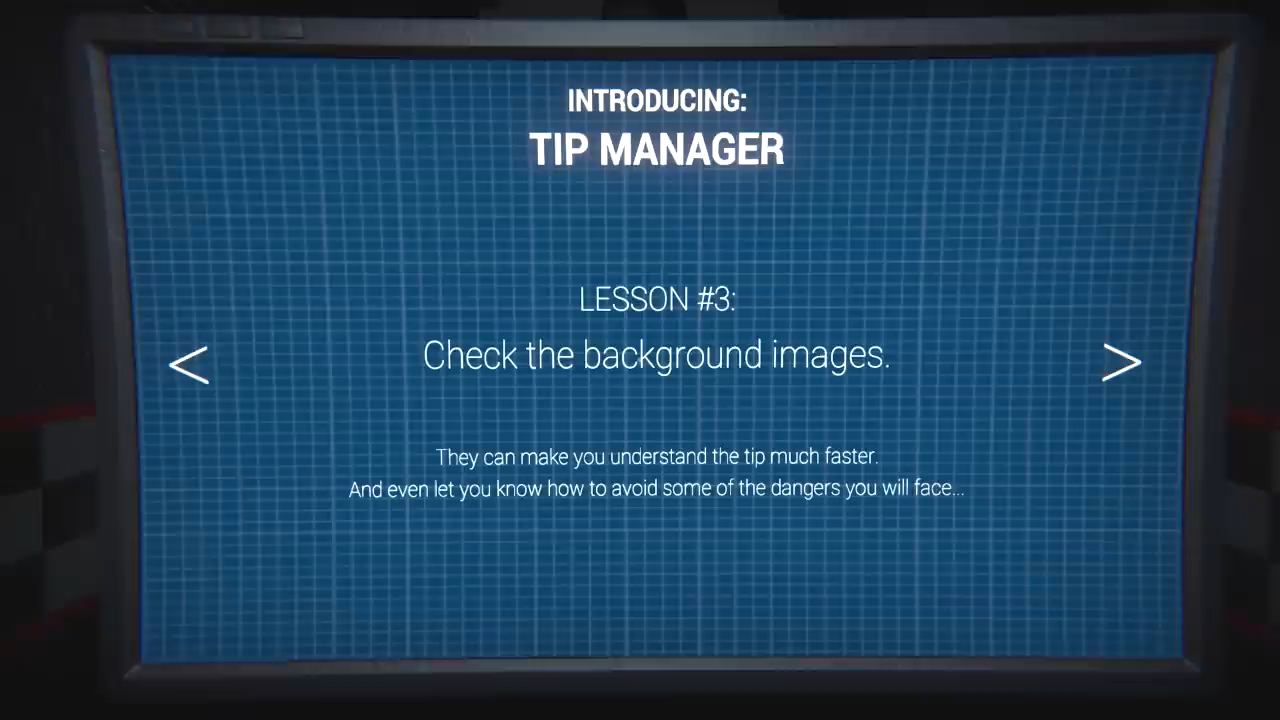 INTRODUCING:
TIP MANAGER
LESSON #3:
Check the background images.
<
>
They can make you understand the tip much faster.
And even let you know how to avoid some of the dangers you will face...